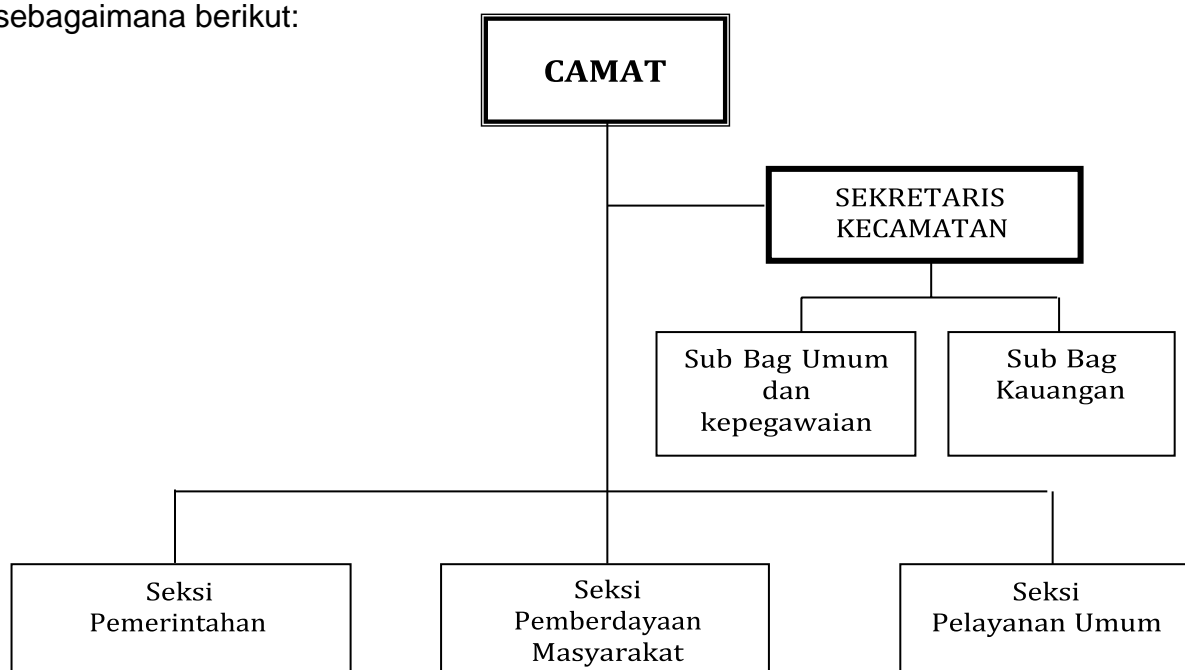 sebagaimana berikut:
CAMAT
SEKRETARIS
KECAMATAN
Sub Bag Umum
dan
kepegawaian
Sub Bag
Kauangan
Seksi
Pemerintahan
Seksi
Pemberdayaan
Masyarakat
Seksi
Pelayanan Umum